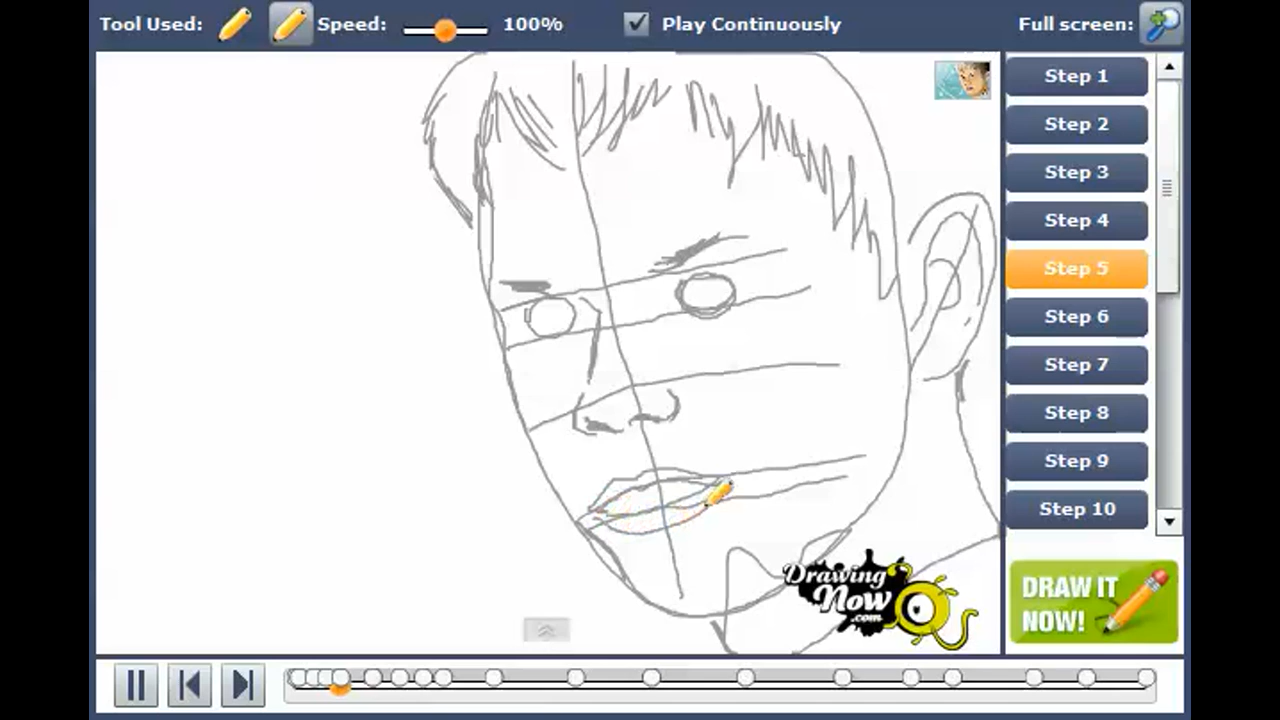 Tool Used:
Speed:
100%
Play Continuously
Full screen:
Step 1
Step 2
Step 3
Step 4
Step 5
Step 6
Step 7
Step 8
Step 9
Step 10
Drawing
Now
.com
DRAW IT
NOW!